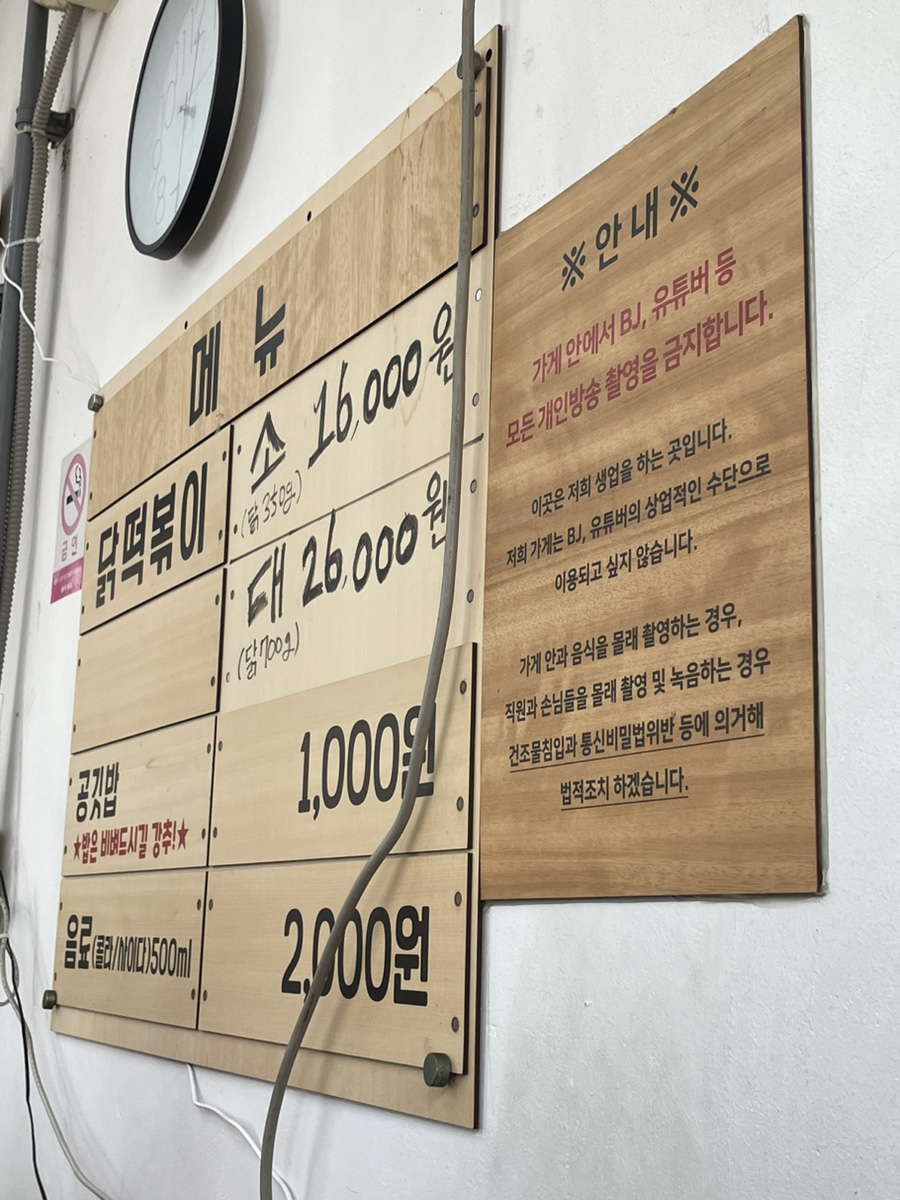 메뉴
닭떡볶이
소 16,000원
(닭 350g)
대 26,000원
(닭 700g)
공깃밥
★밥은 비벼드시길 강추!★
1,000원
음료(콜라/사이다)500ml
2,000원
※안내※
가게 안에서 BJ, 유튜버 등
모든 개인방송 촬영을 금지합니다.
이곳은 저희 생업을 하는 곳입니다.
저희 가게는 BJ, 유튜버의 상업적인 수단으로
이용되고 싶지 않습니다.
가게 안과 음식을 몰래 촬영하는 경우,
직원과 손님들을 몰래 촬영 및 녹음하는 경우
건조물침입과 통신비밀법위반 등에 의거해
법적조치 하겠습니다.
금연